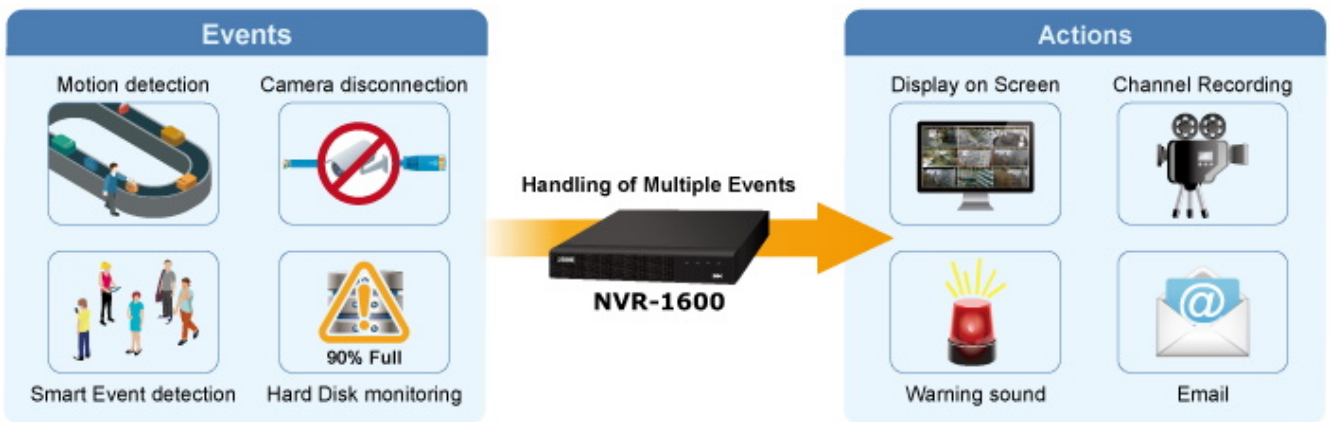 Events
Motion detection
Camera disconnection
90% Full
Smart Event detection
Hard Disk monitoring
Handling of Multiple Events
NVR-1600
Actions
Display on Screen
Channel Recording
@
Warning sound
Email